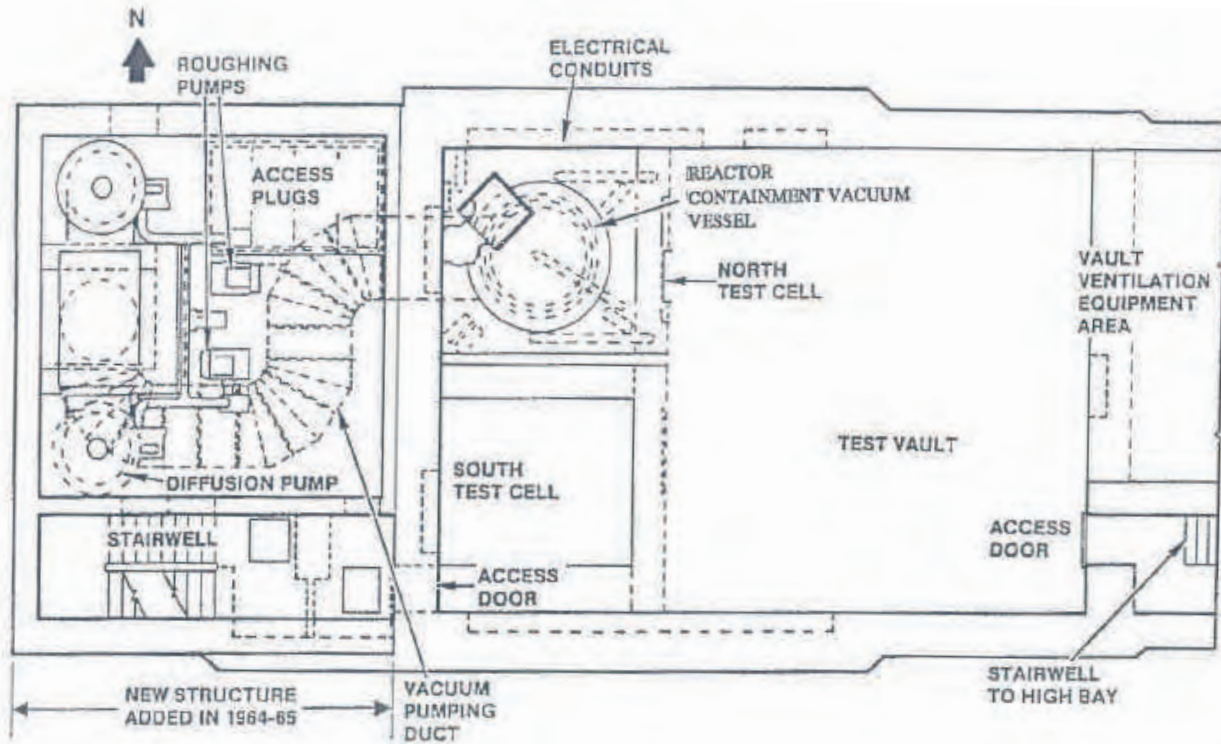 N
ROUGHING
PUMPS
ELECTRICAL
CONDUITS
ACCESS
PLUGS
REACTOR
CONTAINMENT VACUUM
VESSEL
NORTH
TEST CELL
VAULT
VENTILATION
EQUIPMENT
AREA
TEST VAULT
SOUTH
TEST CELL
DIFFUSION PUMP
STAIRWELL
ACCESS
DOOR
ACCESS
DOOR
NEW STRUCTURE
ADDED IN 1964-65
VACUUM
PUMPING
DUCT
STAIRWELL
TO HIGH BAY